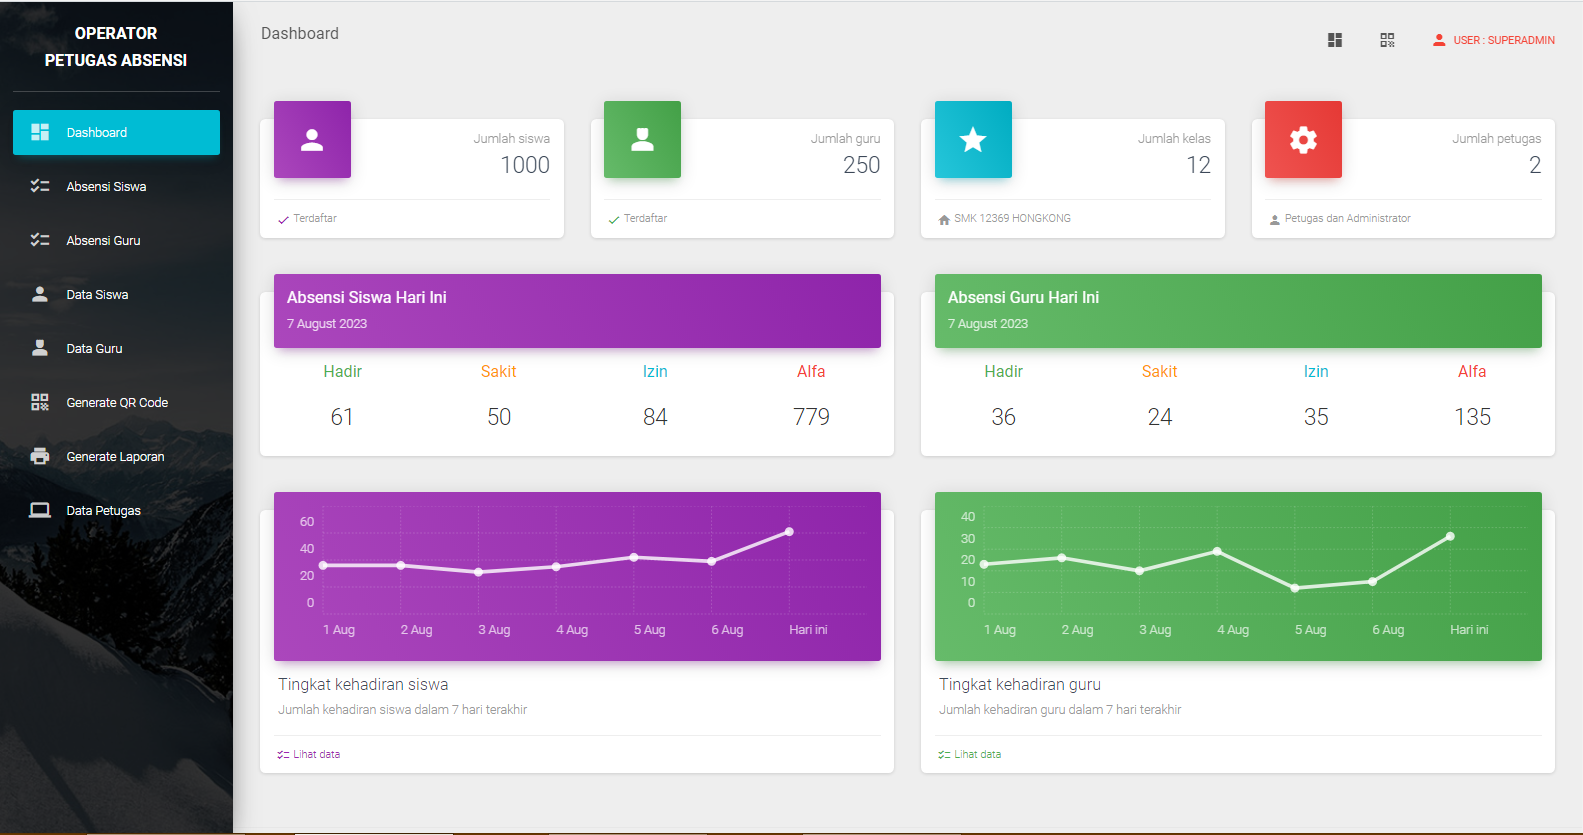 OPERATOR
PETUGAS ABSENSI
Dashboard
Absensi Siswa
Absensi Guru
Data Siswa
Data Guru
Generate QR Code
Generate Laporan
Data Petugas
Dashboard
USER : SUPERADMIN
Jumlah siswa
1000
Terdaftar
Jumlah guru
250
Terdaftar
Jumlah kelas
12
SMK 12369 HONGKONG
Jumlah petugas
2
Petugas dan Administrator
Absensi Siswa Hari Ini
7 August 2023
Hadir Sakit Izin Alfa
61 50 84 779
Absensi Guru Hari Ini
7 August 2023
Hadir Sakit Izin Alfa
36 24 35 135
60
40
20
0
1 Aug 2 Aug 3 Aug 4 Aug 5 Aug 6 Aug Hari ini
Tingkat kehadiran siswa
Jumlah kehadiran siswa dalam 7 hari terakhir
Lihat data
40
30
20
10
0
1 Aug 2 Aug 3 Aug 4 Aug 5 Aug 6 Aug Hari ini
Tingkat kehadiran guru
Jumlah kehadiran guru dalam 7 hari terakhir
Lihat data